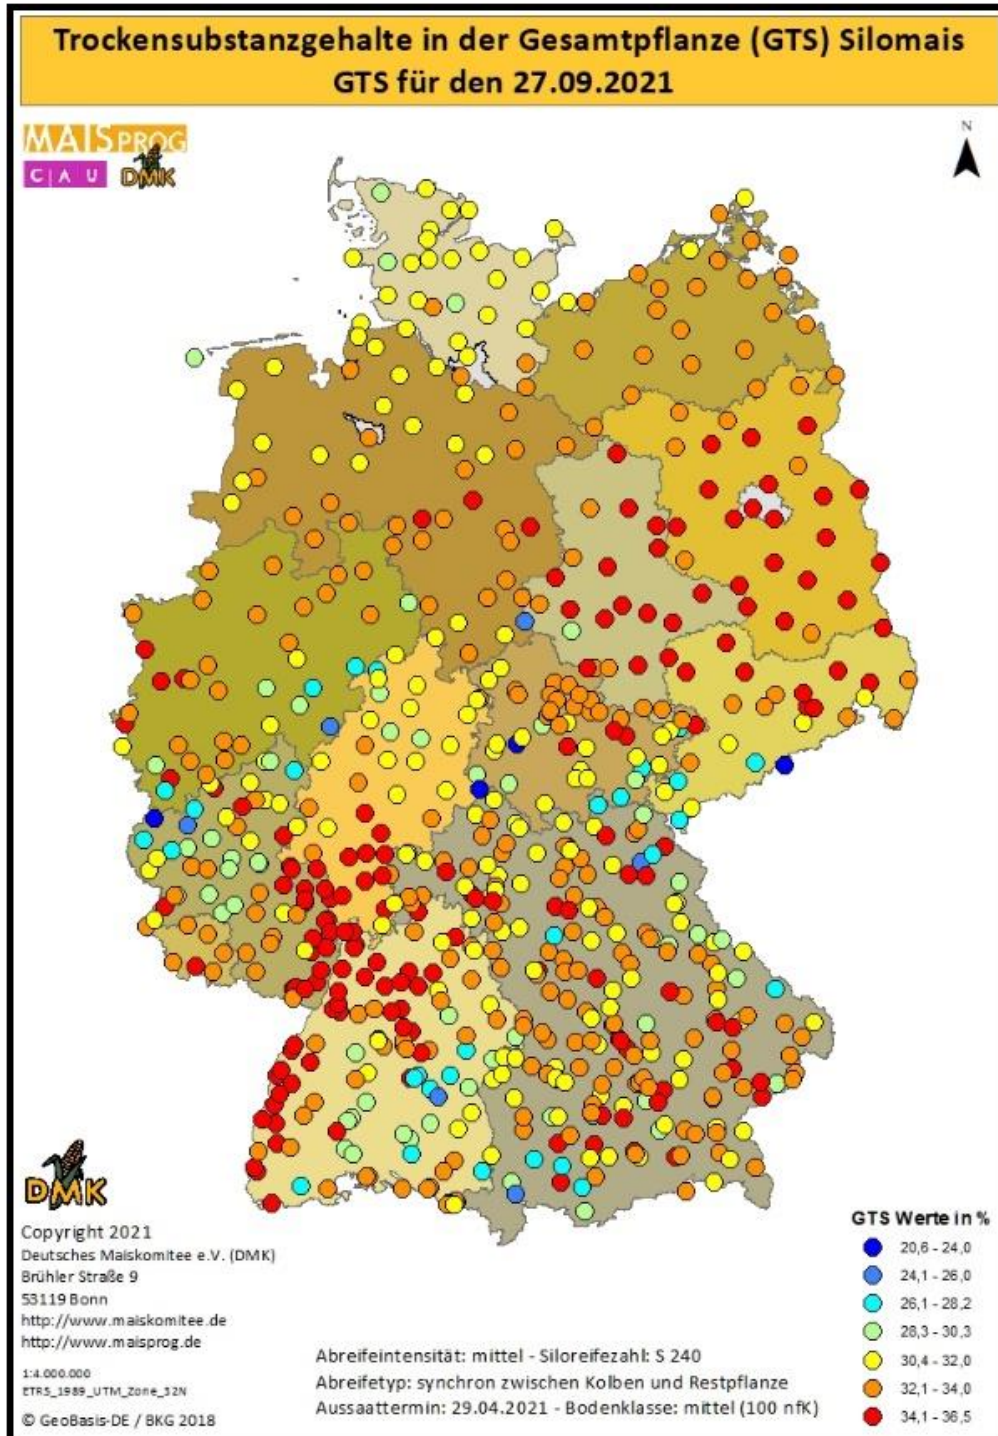 Trockensubstanzgehalte in der Gesamtpflanze (GTS) Silomais
GTS für den 27.09.2021
MAISPROG
C|A|U DMK
N
DMK
Copyright 2021
Deutsches Maiskomitee e.V. (DMK)
Brühler Straße 9
53119 Bonn
http://www.maiskomitee.de
http://www.maisprog.de
1:4.000.000
ETRS_1989_UTM_Zone_32N
© GeoBasis-DE / BKG 2018
Abreifeintensität: mittel - Siloreifezahl: S 240
Abreifetyp: synchron zwischen Kolben und Restpflanze
Aussaattermin: 29.04.2021 - Bodenklasse: mittel (100 nfK)
GTS Werte in %
20,6 - 24,0
24,1 - 26,0
26,1 - 28,2
28,3 - 30,3
30,4 - 32,0
32,1 - 34,0
34,1 - 36,5